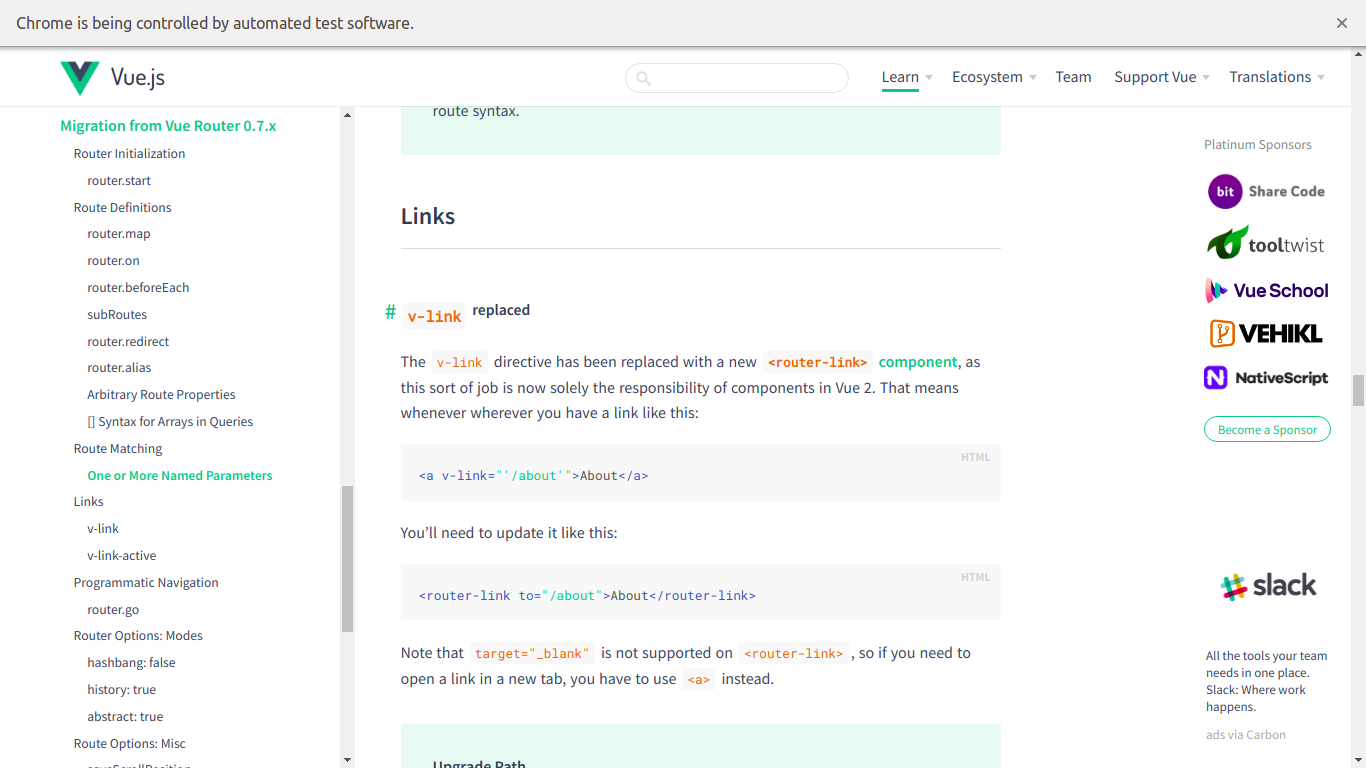 Chrome is being controlled by automated test software.
Vue.js
Learn
Ecosystem
Team
Support Vue
Translations
Migration from Vue Router 0.7.x
Router Initialization
router.start
Route Definitions
router.map
router.on
router.beforeEach
subRoutes
router.redirect
router.alias
Arbitrary Route Properties
[] Syntax for Arrays in Queries
Route Matching
One or More Named Parameters
Links
v-link
v-link-active
Programmatic Navigation
router.go
Router Options: Modes
hashbang: false
history: true
abstract: true
Route Options: Misc
saveScrollPosition
route syntax.
Links
# v-link replaced
The v-link directive has been replaced with a new <router-link> component, as
this sort of job is now solely the responsibility of components in Vue 2. That means
whenever wherever you have a link like this:
HTML
<a v-link="'/about'">About</a>
You’ll need to update it like this:
HTML
<router-link to="/about">About</router-link>
Note that target="_blank" is not supported on <router-link> , so if you need to
open a link in a new tab, you have to use <a> instead.
Upgrade Path
Platinum Sponsors
bit Share Code
tooltwist
Vue School
VEHIKL
NativeScript
Become a Sponsor
slack
All the tools your team
needs in one place.
Slack: Where work
happens.
ads via Carbon